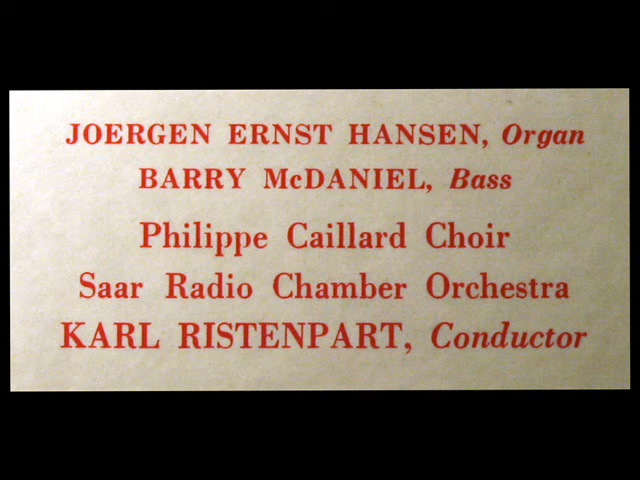 JOERGEN ERNST HANSEN, Organ
BARRY McDANIEL, Bass
Philippe Caillard Choir
Saar Radio Chamber Orchestra
KARL RISTENPART, Conductor